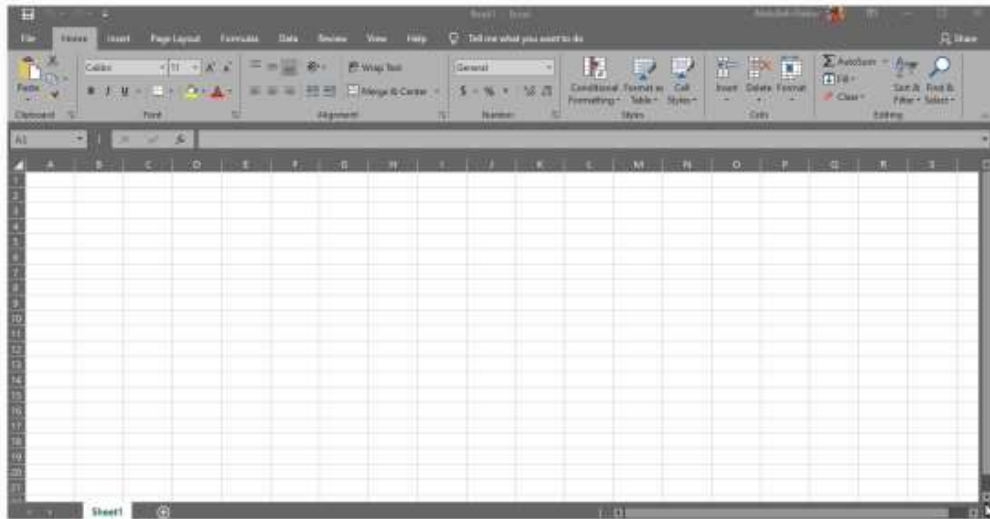 Book1 - Excel
File Home Insert Page Layout Formulas Data Review View Help Tell me what you want to do Share
Paste Calibri 11 A A Wrap Text General Conditional Formatting Format as Table Cell Styles Insert Delete Format AutoSum Fill Clear Sort & Filter Find & Select
B I U A Merge & Center $ % ,
Clipboard Font Alignment Number Styles Cells Editing
A1 fx
A B C D E F G H I J K L M N O P Q R S
1
2
3
4
5
6
7
8
9
10
11
12
13
14
15
16
17
18
19
20
21
Sheet1